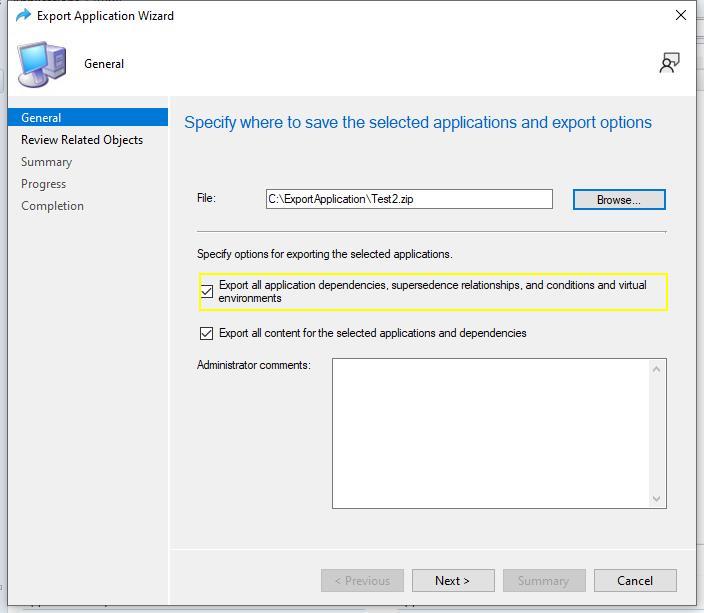 Export Application Wizard
General
General
Review Related Objects
Summary
Progress
Completion
Specify where to save the selected applications and export options
File:
C:\ExportApplication\Test2.zip
Browse...
Specify options for exporting the selected applications.
Export all application dependencies, supersedence relationships, and conditions and virtual
environments
Export all content for the selected applications and dependencies
Administrator comments:
< Previous
Next >
Summary
Cancel